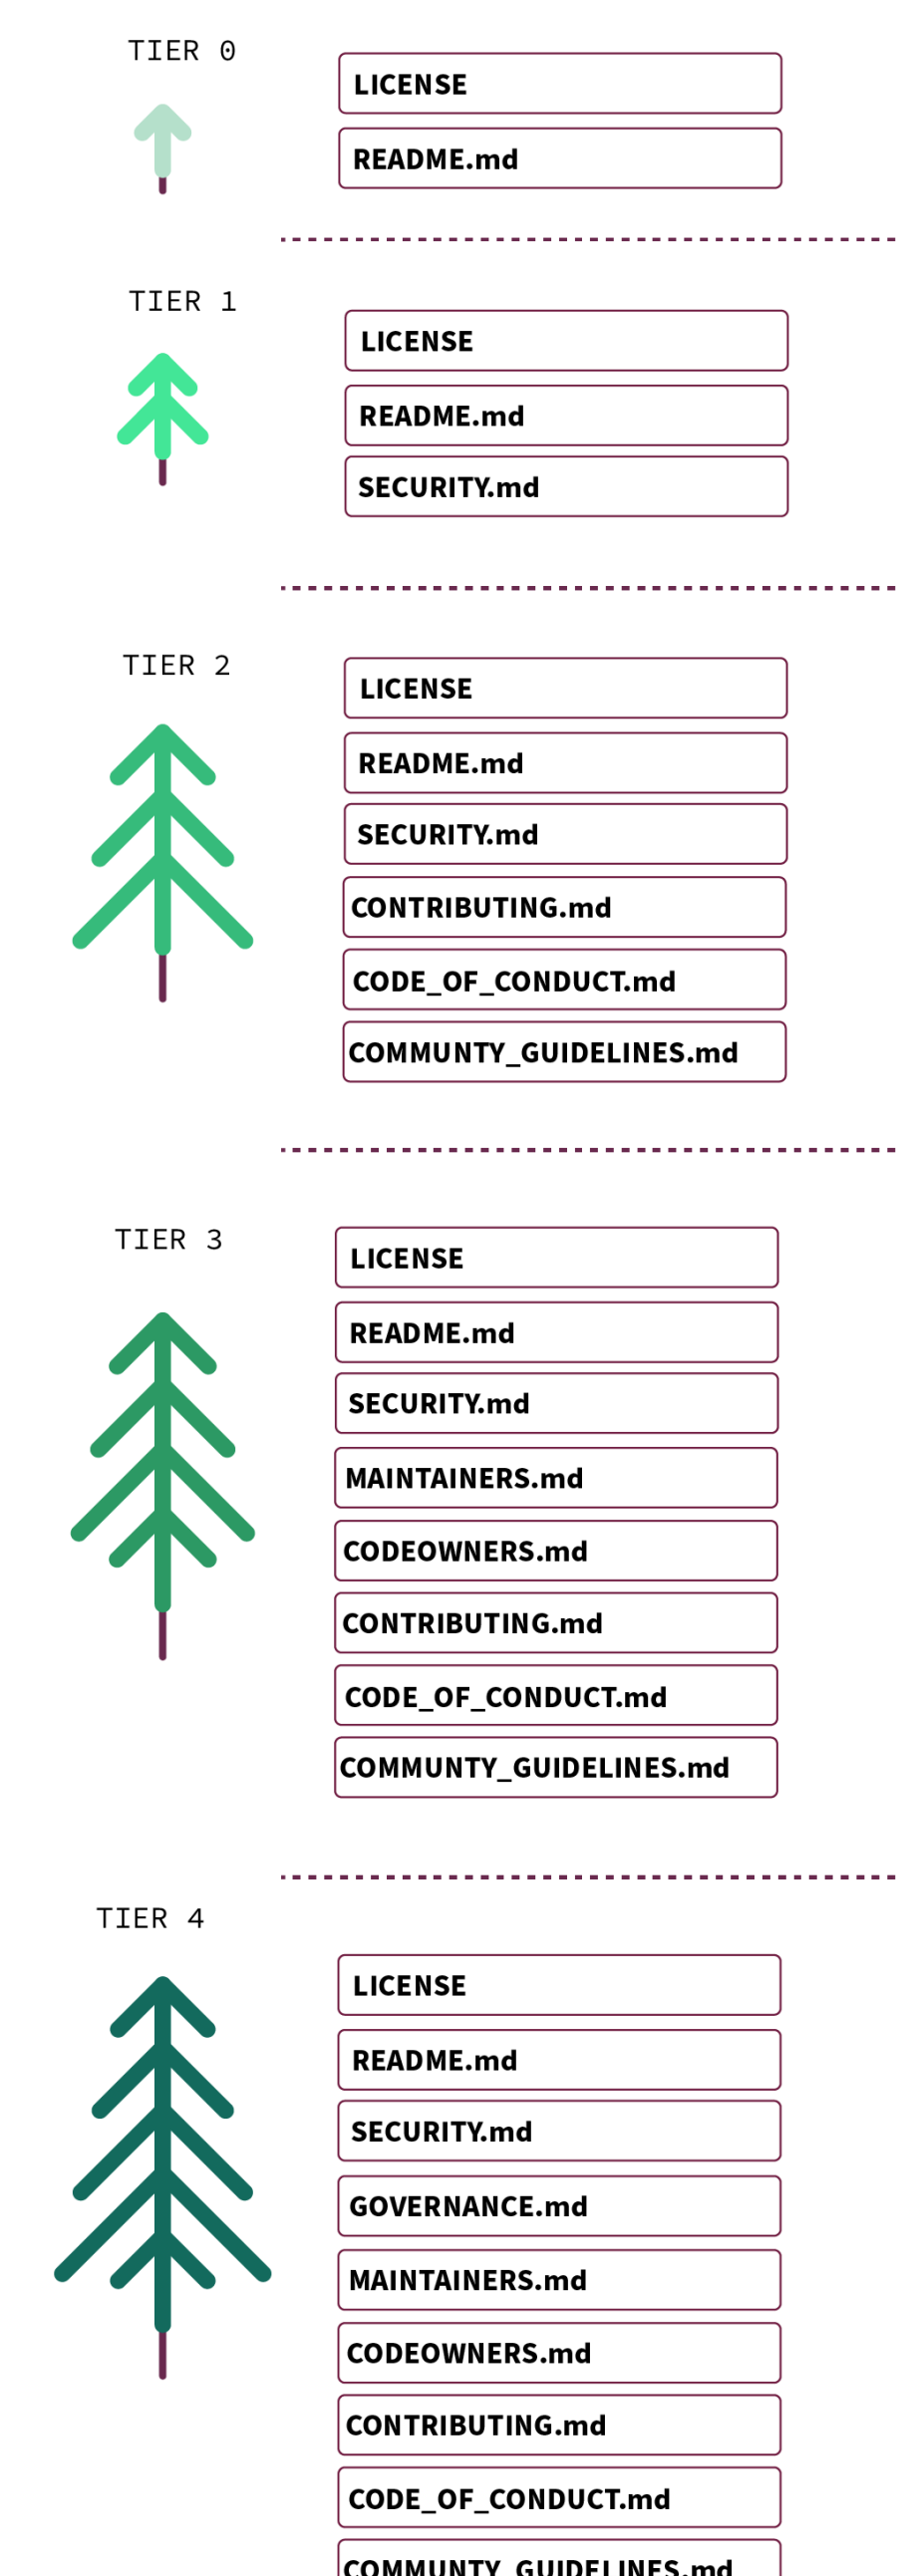 TIER 0
LICENSE
README.md
TIER 1
LICENSE
README.md
SECURITY.md
TIER 2
LICENSE
README.md
SECURITY.md
CONTRIBUTING.md
CODE_OF_CONDUCT.md
COMMUNTY_GUIDELINES.md
TIER 3
LICENSE
README.md
SECURITY.md
MAINTAINERS.md
CODEOWNERS.md
CONTRIBUTING.md
CODE_OF_CONDUCT.md
COMMUNTY_GUIDELINES.md
TIER 4
LICENSE
README.md
SECURITY.md
GOVERNANCE.md
MAINTAINERS.md
CODEOWNERS.md
CONTRIBUTING.md
CODE_OF_CONDUCT.md
COMMUNTY_GUIDELINES.md